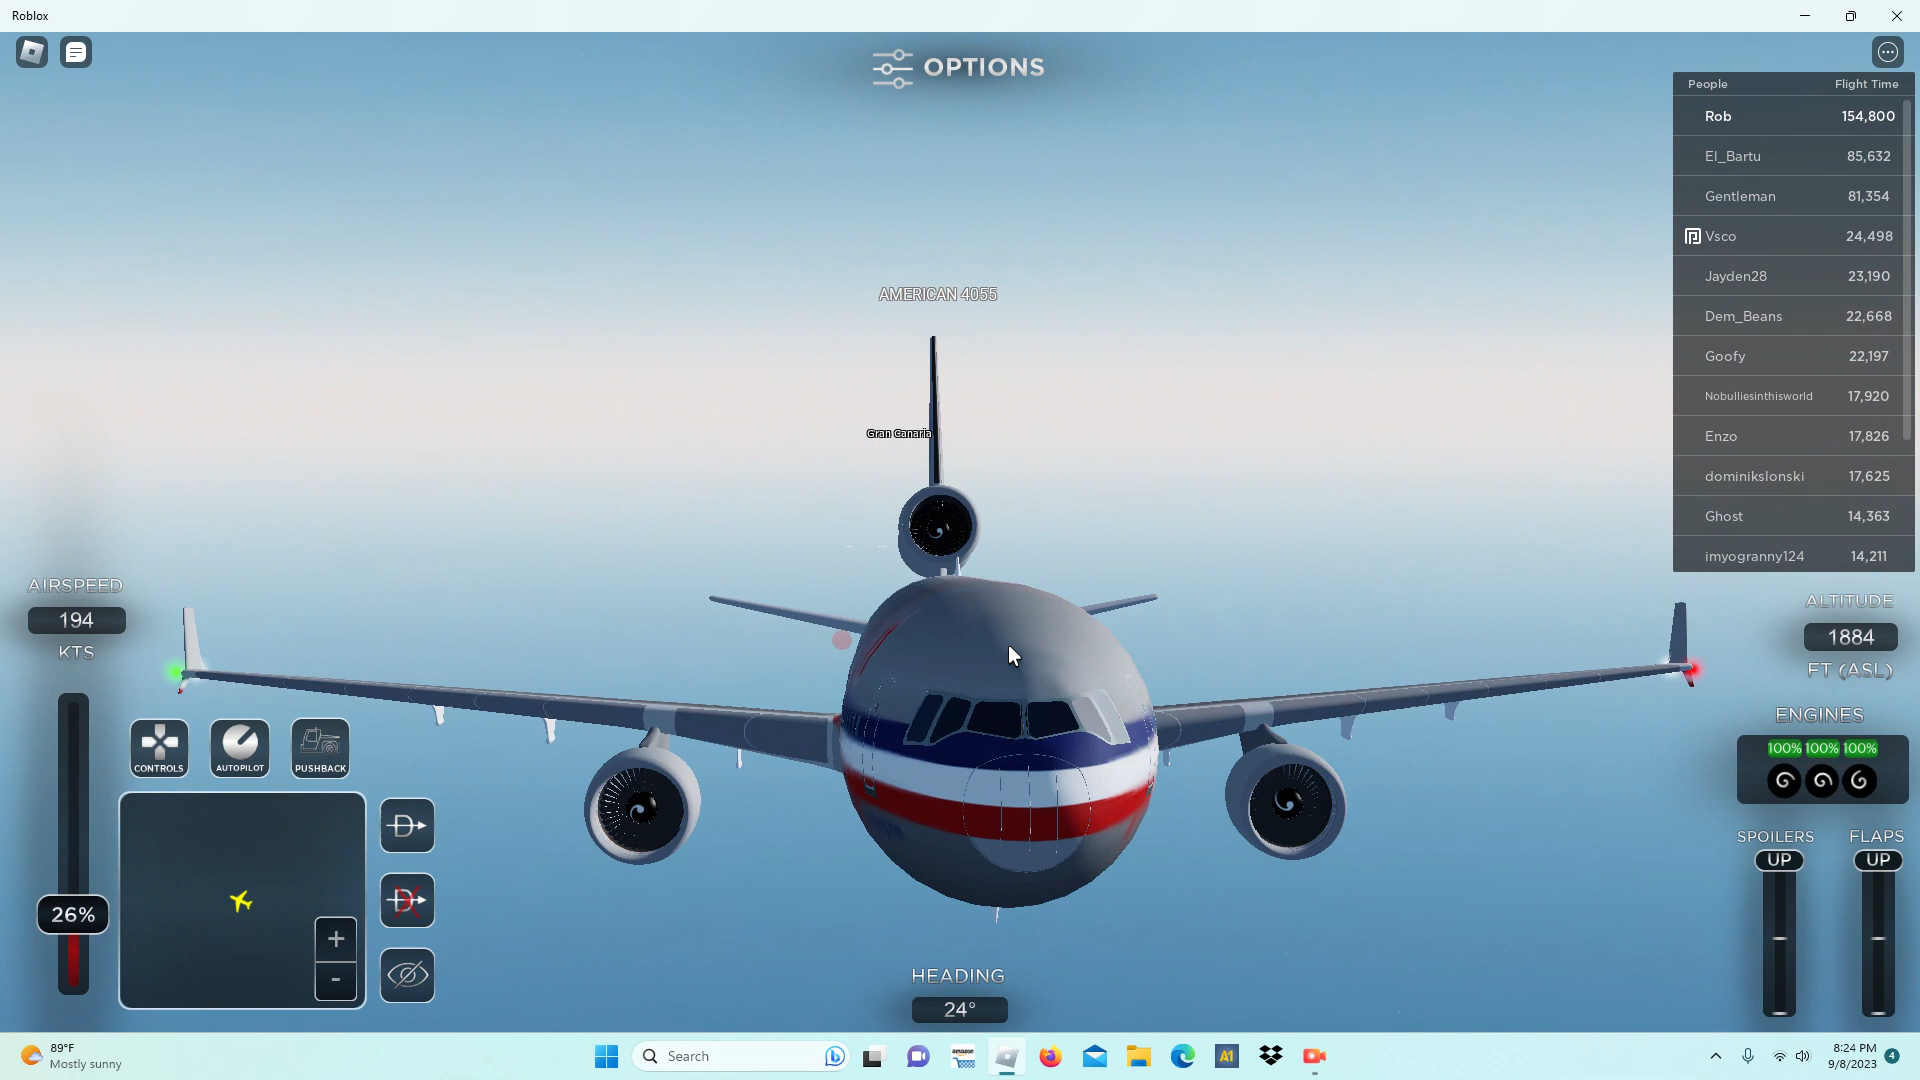 Roblox
OPTIONS
People Flight Time
Rob 154,800
El_Bartu 85,632
Gentleman 81,354
Vsco 24,498
Jayden28 23,190
Dem_Beans 22,668
Goofy 22,197
Nobulliesinthisworld 17,920
Enzo 17,826
dominikslonski 17,625
Ghost 14,363
imyogranny124 14,211
AMERICAN 4055
Gran Canaria
AIRSPEED
194
KTS
ALTITUDE
1884
FT (ASL)
ENGINES
100% 100% 100%
SPOILERS FLAPS
UP UP
CONTROLS AUTOPILOT PUSHBACK
D
D
26%
+
-
HEADING
24°
89°F
Mostly sunny
Search
amazon
A1
8:24 PM
9/8/2023
4